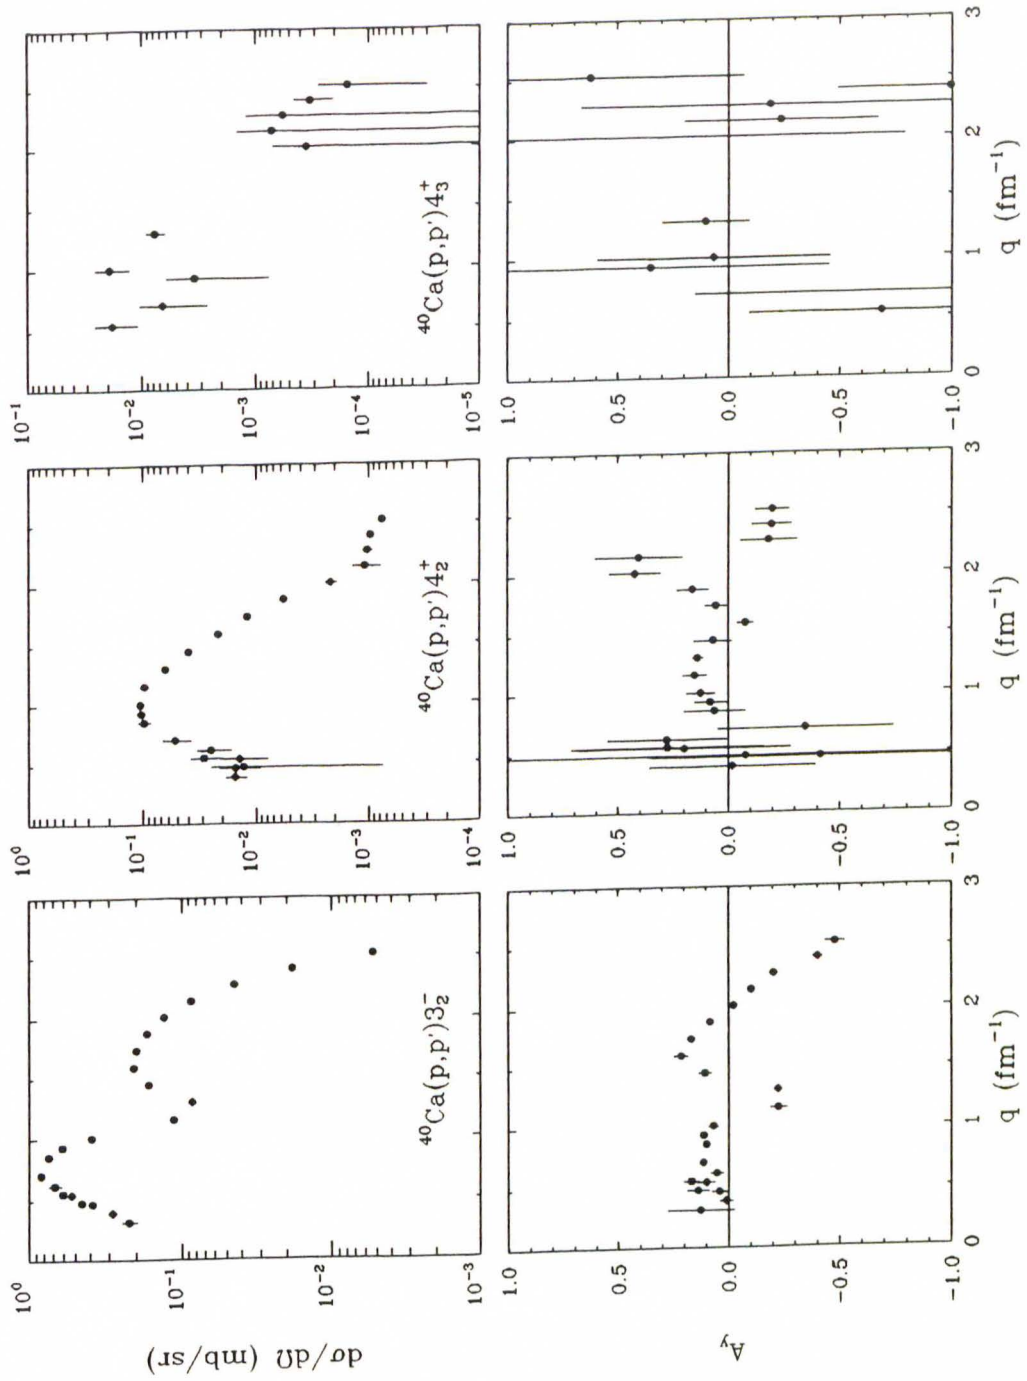 dσ/dΩ (mb/sr)
10⁰
10⁻¹
10⁻²
10⁻³
⁴⁰Ca(p,p')3₂⁻
10⁰
10⁻¹
10⁻²
10⁻³
10⁻⁴
⁴⁰Ca(p,p')4₂⁺
10⁻¹
10⁻²
10⁻³
10⁻⁴
10⁻⁵
⁴⁰Ca(p,p')4₃⁺
A_y
1.0
0.5
0.0
−0.5
−1.0
0 1 2 3
q (fm⁻¹)
1.0
0.5
0.0
−0.5
−1.0
0 1 2 3
q (fm⁻¹)
1.0
0.5
0.0
−0.5
−1.0
0 1 2 3
q (fm⁻¹)